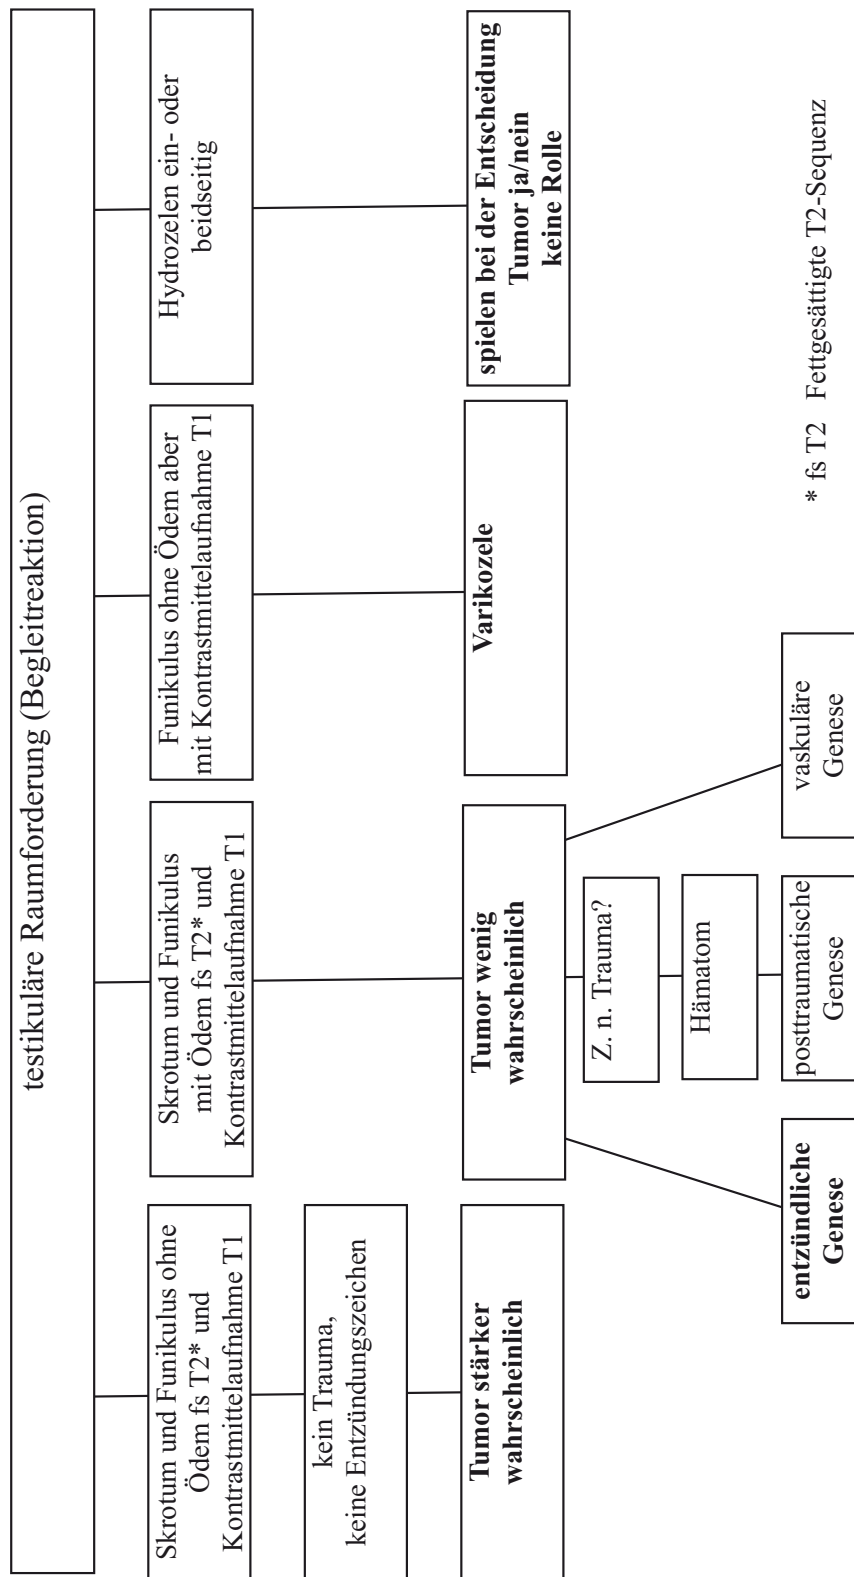 testikuläre Raumforderung (Begleitreaktion)
Skrotum und Funikulus ohne
Ödem fs T2* und
Kontrastmittelaufnahme T1
kein Trauma,
keine Entzündungszeichen
Tumor stärker
wahrscheinlich
Skrotum und Funikulus
mit Ödem fs T2* und
Kontrastmittelaufnahme T1
Tumor wenig
wahrscheinlich
entzündliche
Genese
Z. n. Trauma?
Hämatom
posttraumatische
Genese
vaskuläre
Genese
Funikulus ohne Ödem aber
mit Kontrastmittelaufnahme T1
Varikozele
Hydrozelen ein- oder
beidseitig
spielen bei der Entscheidung
Tumor ja/nein
keine Rolle
* fs T2 Fettgesättigte T2-Sequenz